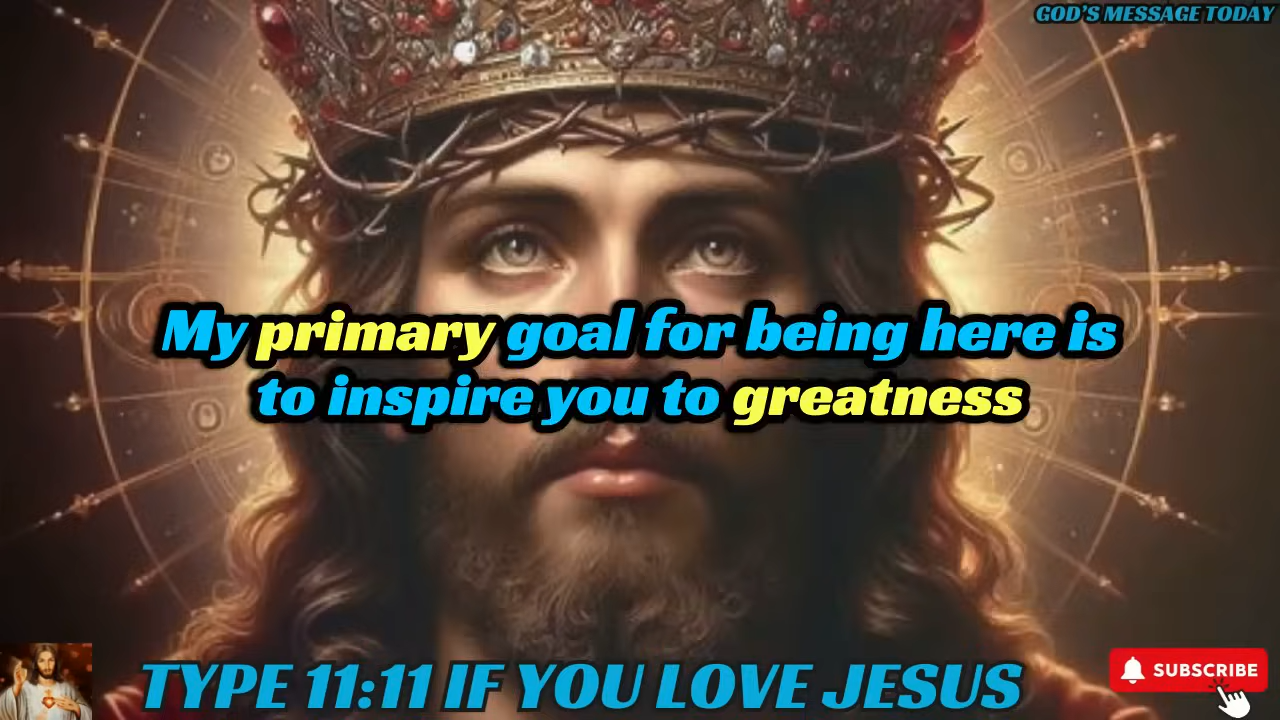 GOD'S MESSAGE TODAY
My primary goal for being here is
to inspire you to greatness
TYPE 11:11 IF YOU LOVE JESUS
SUBSCRIBE